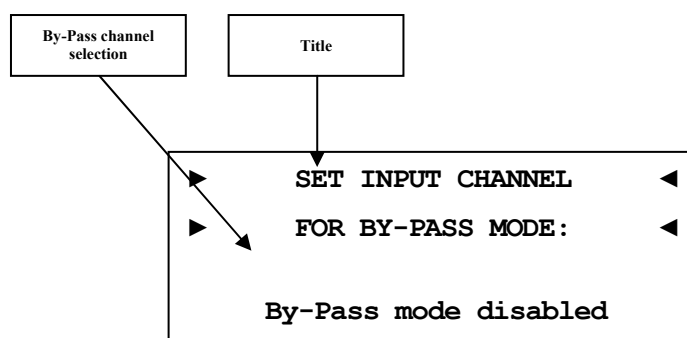 By-Pass channel
selection
Title
► SET INPUT CHANNEL ◄
► FOR BY-PASS MODE: ◄
By-Pass mode disabled